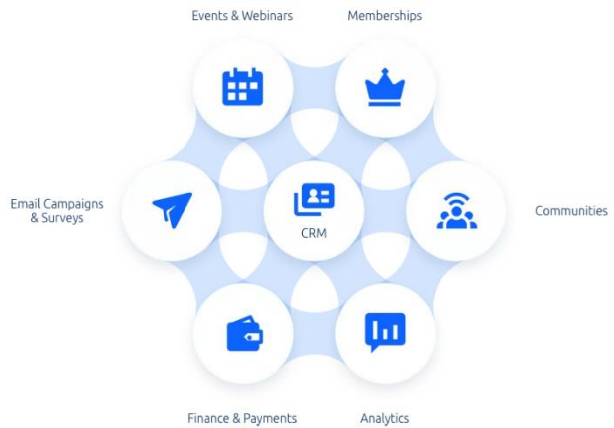 Events & Webinars
Memberships
Email Campaigns
& Surveys
CRM
Communities
Finance & Payments
Analytics